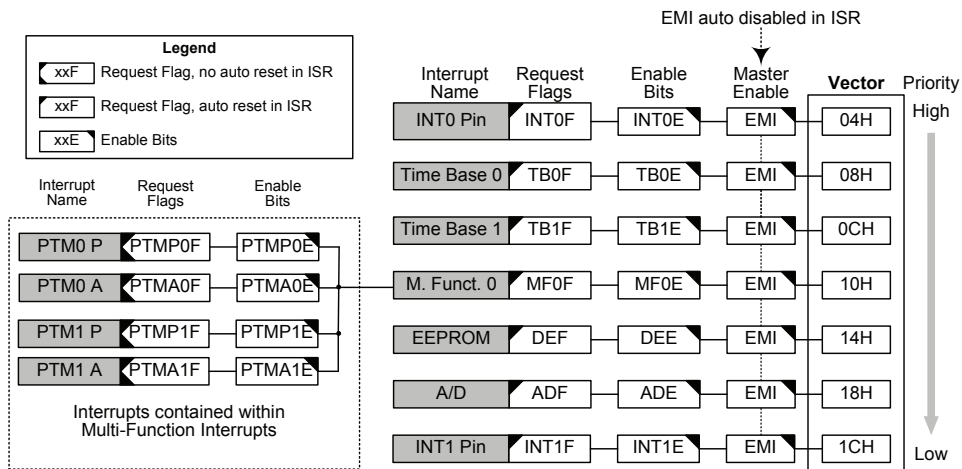 EMI auto disabled in ISR
Legend
xxF Request Flag, no auto reset in ISR
xxF Request Flag, auto reset in ISR
xxE Enable Bits
Interrupt Name Request Flags Enable Bits Master Enable Vector Priority
INT0 Pin INT0F INT0E EMI 04H High
Time Base 0 TB0F TB0E EMI 08H
Time Base 1 TB1F TB1E EMI 0CH
M. Funct. 0 MF0F MF0E EMI 10H
EEPROM DEF DEE EMI 14H
A/D ADF ADE EMI 18H
INT1 Pin INT1F INT1E EMI 1CH Low
Interrupt Name Request Flags Enable Bits
PTM0 P PTMP0F PTMP0E
PTM0 A PTMA0F PTMA0E
PTM1 P PTMP1F PTMP1E
PTM1 A PTMA1F PTMA1E
Interrupts contained within
Multi-Function Interrupts